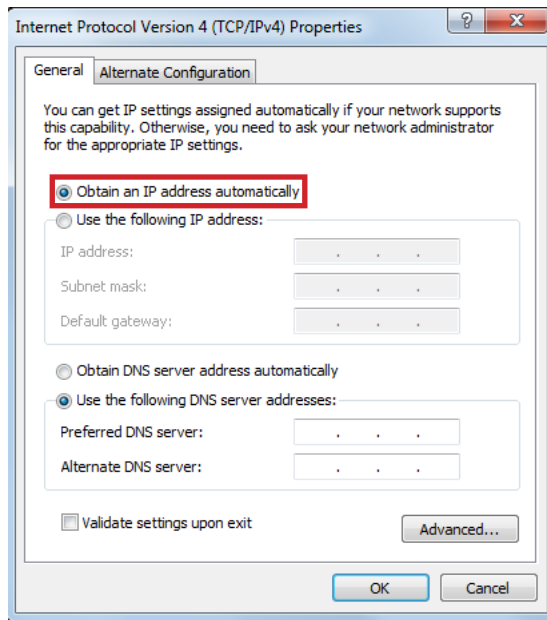 Internet Protocol Version 4 (TCP/IPv4) Properties
General
Alternate Configuration
You can get IP settings assigned automatically if your network supports
this capability. Otherwise, you need to ask your network administrator
for the appropriate IP settings.
Obtain an IP address automatically
Use the following IP address:
IP address:
. . .
Subnet mask:
. . .
Default gateway:
. . .
Obtain DNS server address automatically
Use the following DNS server addresses:
Preferred DNS server:
. . .
Alternate DNS server:
. . .
Validate settings upon exit
Advanced...
OK
Cancel